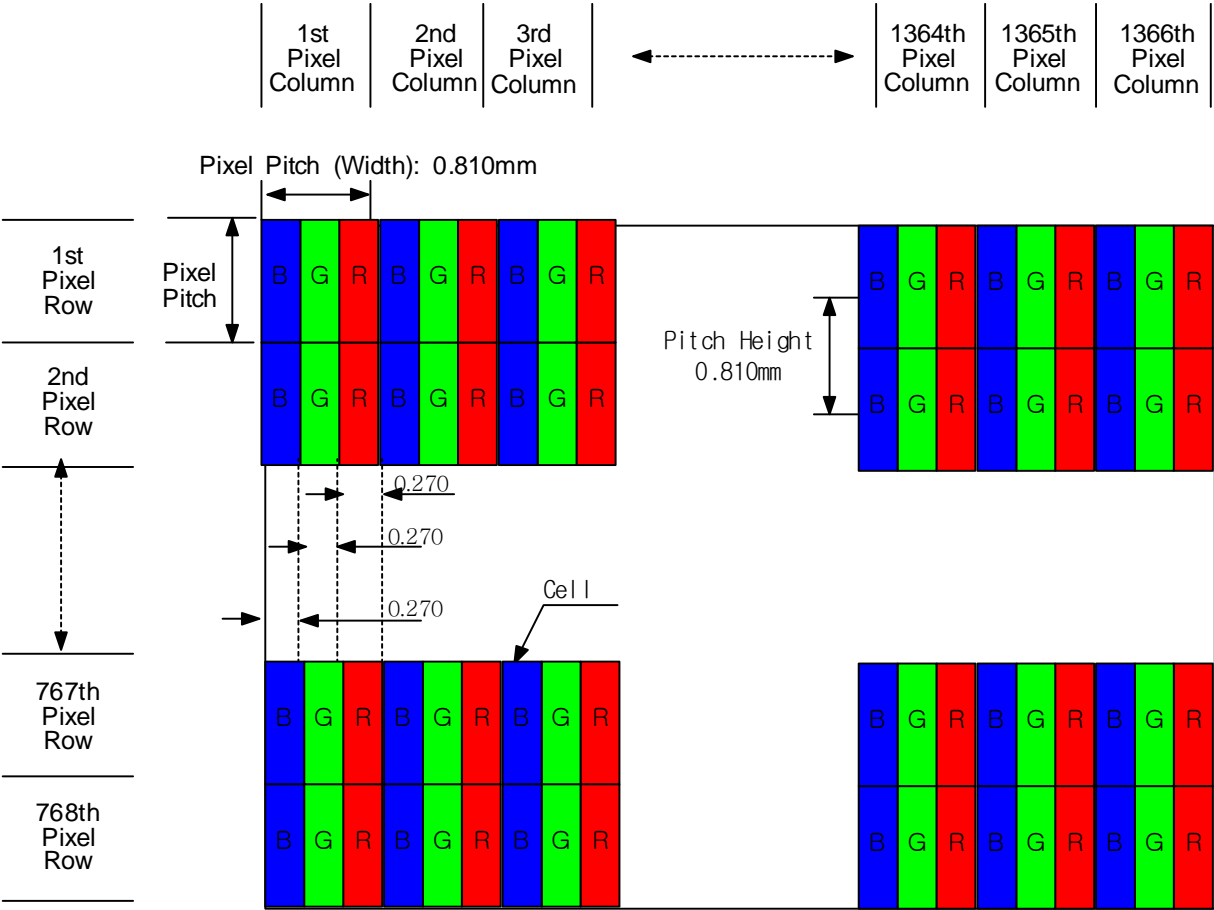 1st
Pixel
Column
2nd
Pixel
Column
3rd
Pixel
Column
1364th
Pixel
Column
1365th
Pixel
Column
1366th
Pixel
Column
Pixel Pitch (Width): 0.810mm
1st
Pixel
Row
Pixel
Pitch
B G R B G R B G R
B G R B G R B G R
Pitch Height
0.810mm
2nd
Pixel
Row
B G R B G R B G R
B G R B G R B G R
0.270
0.270
0.270
Cell
767th
Pixel
Row
B G R B G R B G R
B G R B G R B G R
768th
Pixel
Row
B G R B G R B G R
B G R B G R B G R